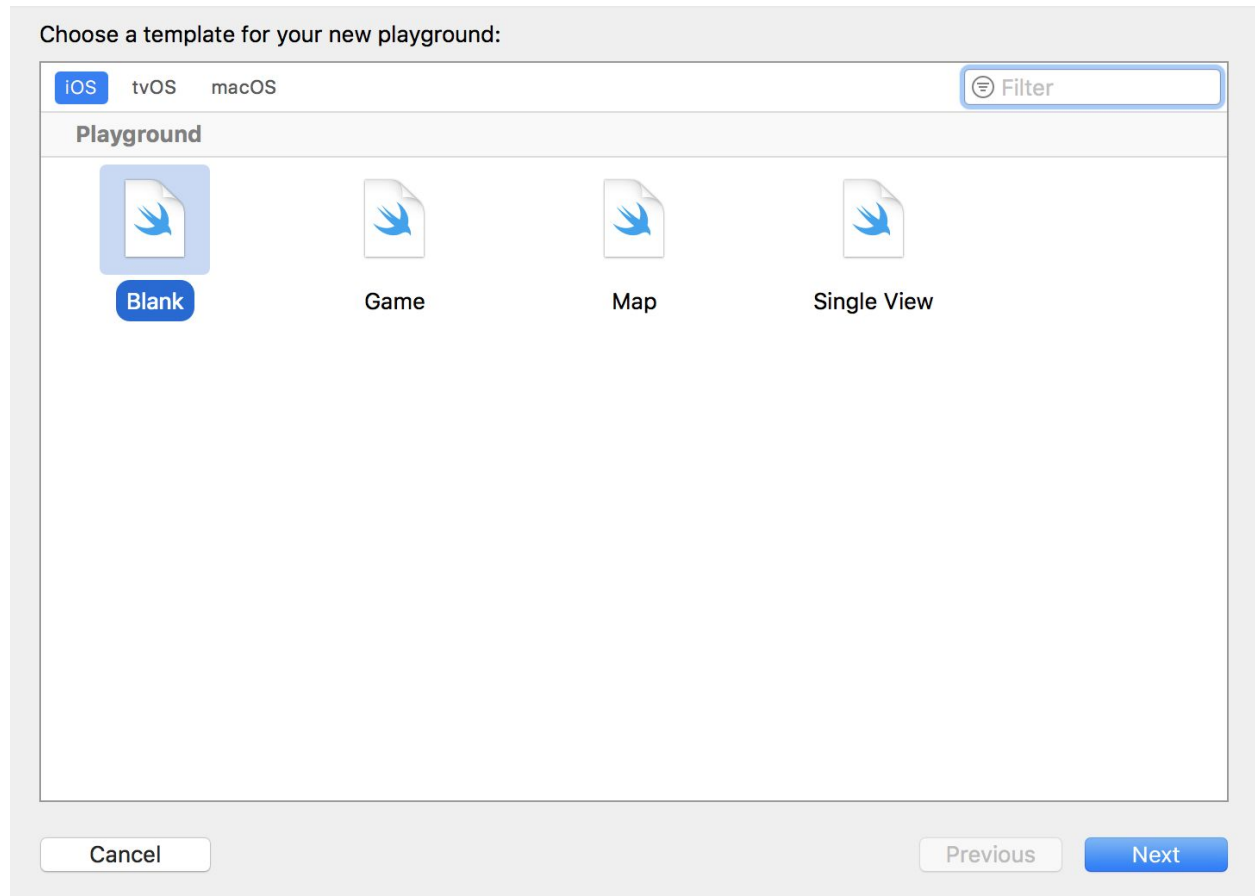 Choose a template for your new playground:
iOS tvOS macOS Filter
Playground
Blank Game Map Single View
Cancel Previous Next